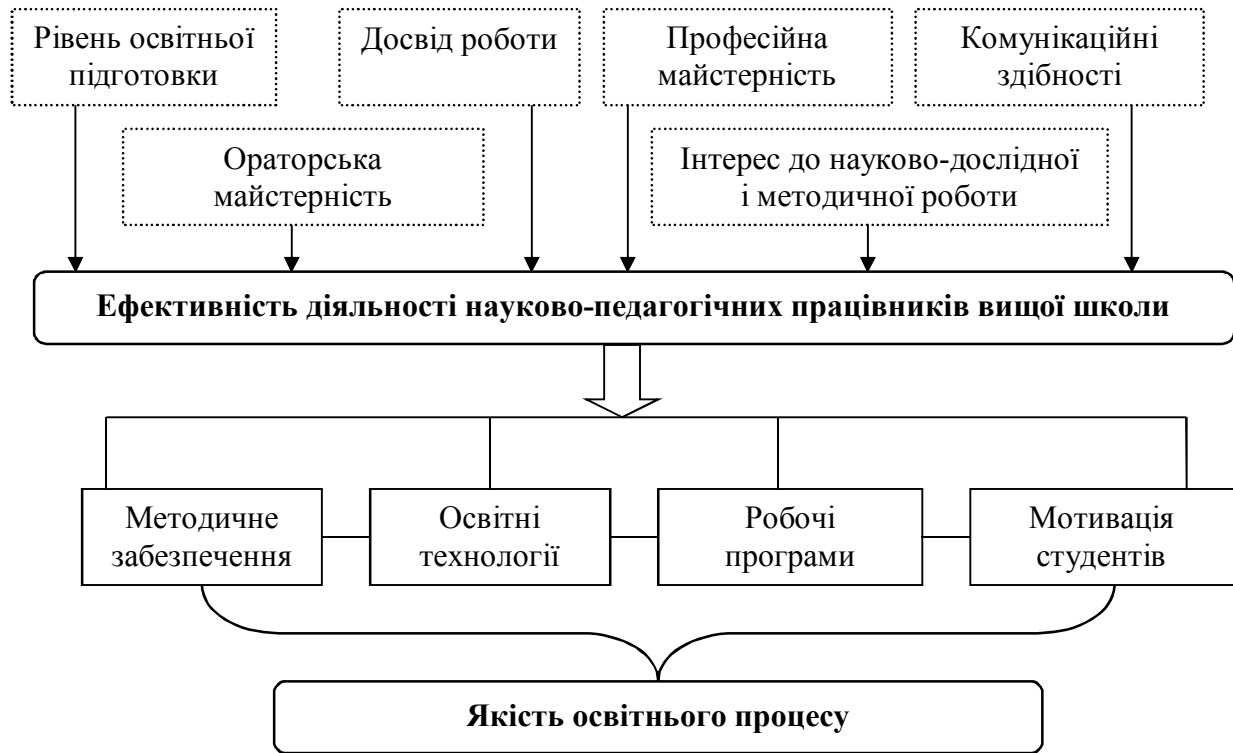 Рівень освітньої
підготовки
Досвід роботи
Професійна
майстерність
Комунікаційні
здібності
Ораторська
майстерність
Інтерес до науково-дослідної
і методичної роботи
Ефективність діяльності науково-педагогічних працівників вищої школи
Методичне
забезпечення
Освітні
технології
Робочі
програми
Мотивація
студентів
Якість освітнього процесу